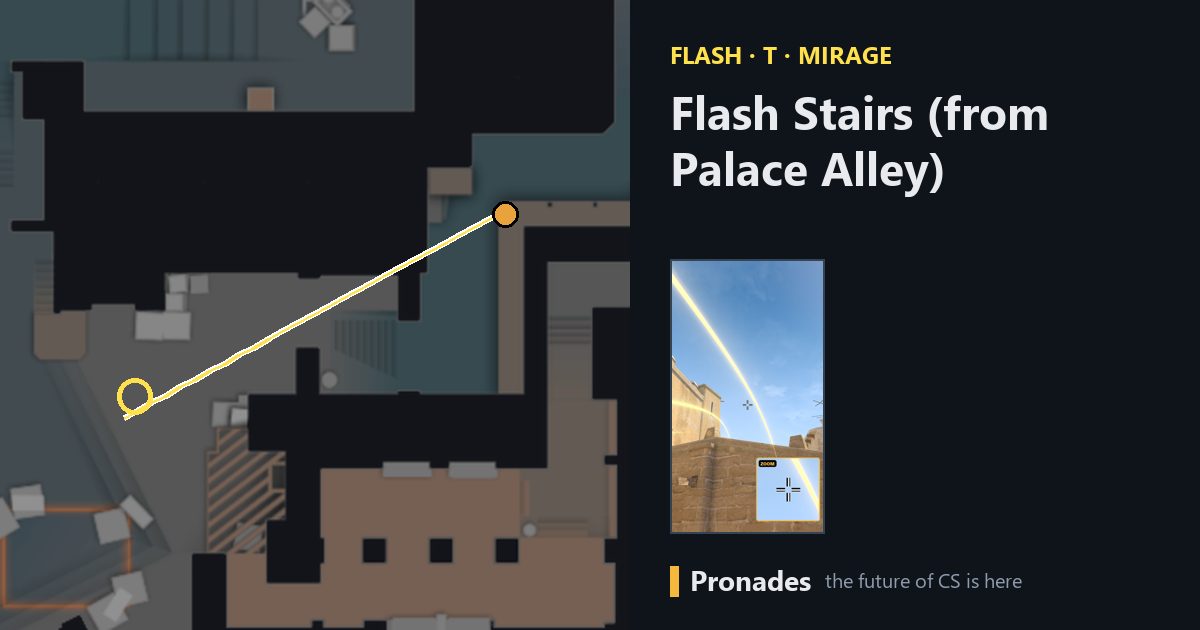 FLASH · T · MIRAGE
Flash Stairs (from
Palace Alley)
ZOOM
Pronades the future of CS is here